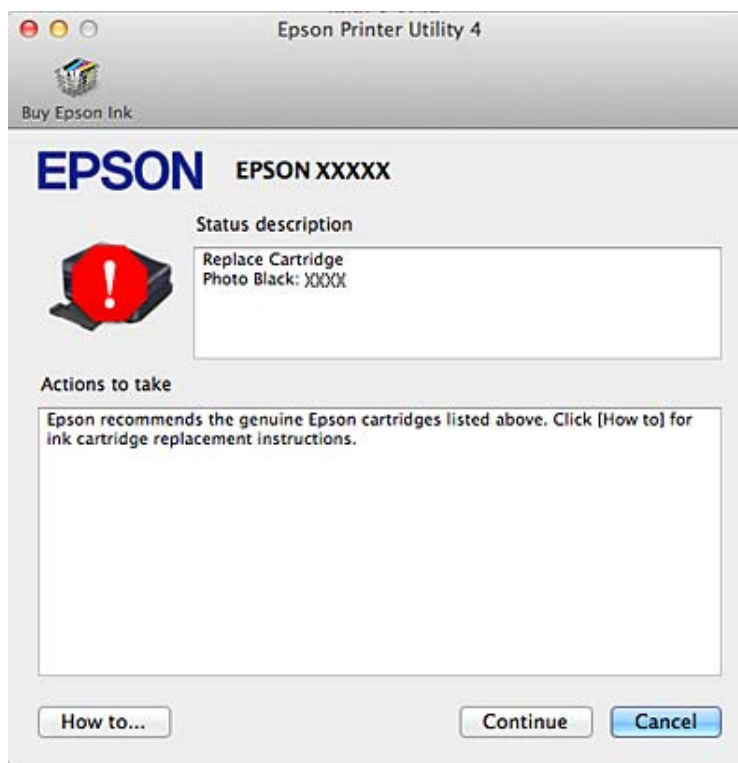 Epson Printer Utility 4
Buy Epson Ink
EPSON EPSON XXXXX
Status description
Replace Cartridge
Photo Black: XXXX
!
Actions to take
Epson recommends the genuine Epson cartridges listed above. Click [How to] for
ink cartridge replacement instructions.
How to... Continue Cancel